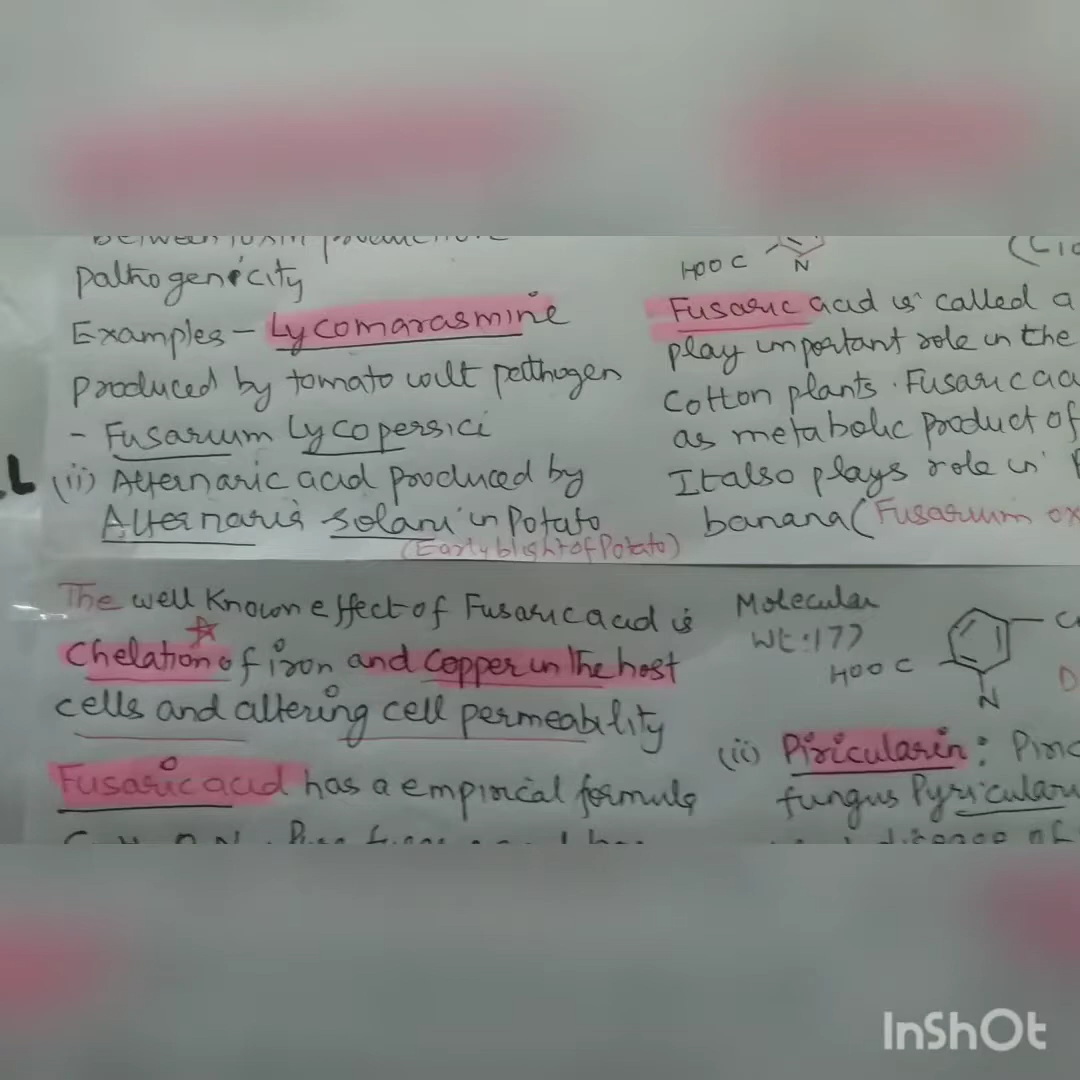 pathogenicity
Examples - Lycomarasmine
produced by tomato wilt pathogen
- Fusarium Lycopersici
(ii) Alternaric acid produced by
Alternaria solani in Potato
(Early blight of Potato)
HOOC N
Fusaric acid is called a
play important role in the
Cotton plants. Fusaric
as metabolic product of
It also plays role in
banana (Fusarium ox
L
The well known effect of Fusaric acid is
Chelation of iron and Copper in the host
cells and altering cell permeability
Fusaric acid has a empirical formula
Molecular
Wt: 177
HOOC
N
(ii) Piricularin:
fungus
disease of
InShOt